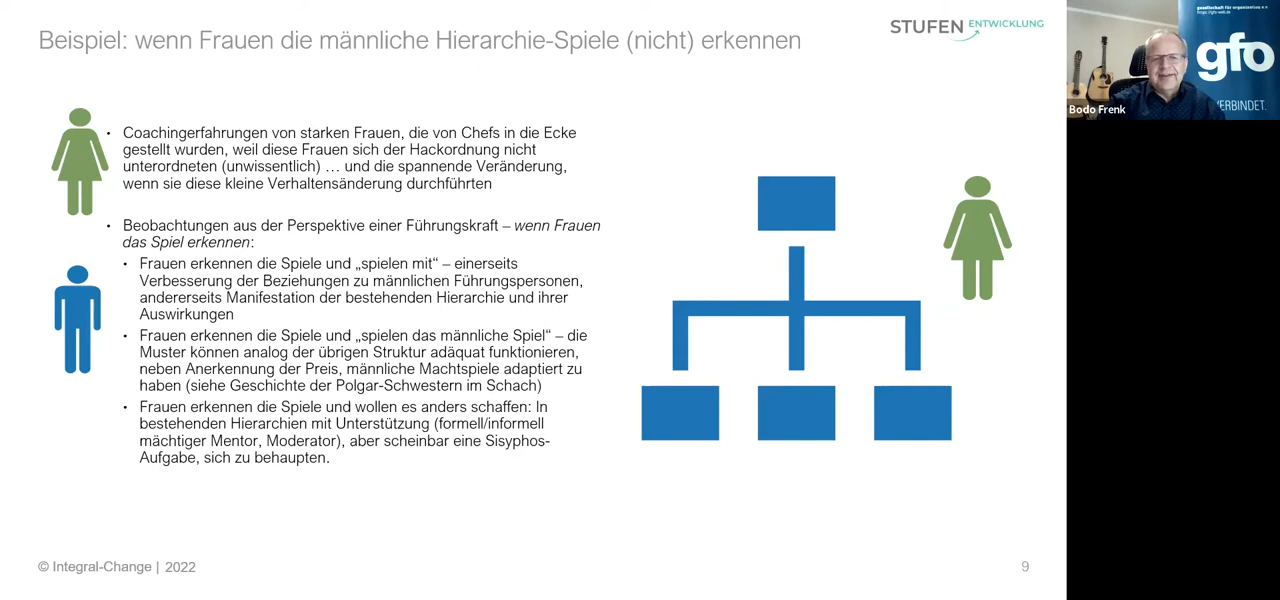 Beispiel: wenn Frauen die männliche Hierarchie-Spiele (nicht) erkennen
STUFEN ENTWICKLUNG
• Coachingerfahrungen von starken Frauen, die von Chefs in die Ecke
gestellt wurden, weil diese Frauen sich der Hackordnung nicht
unterordneten (unwissentlich) … und die spannende Veränderung,
wenn sie diese kleine Verhaltensänderung durchführten
• Beobachtungen aus der Perspektive einer Führungskraft – wenn Frauen
das Spiel erkennen:
• Frauen erkennen die Spiele und „spielen mit“ – einerseits
Verbesserung der Beziehungen zu männlichen Führungspersonen,
andererseits Manifestation der bestehenden Hierarchie und ihrer
Auswirkungen
• Frauen erkennen die Spiele und „spielen das männliche Spiel“ – die
Muster können analog der übrigen Struktur adäquat funktionieren,
neben Anerkennung der Preis, männliche Machtspiele adaptiert zu
haben (siehe Geschichte der Polgar-Schwestern im Schach)
• Frauen erkennen die Spiele und wollen es anders schaffen: In
bestehenden Hierarchien mit Unterstützung (formell/informell
mächtiger Mentor, Moderator), aber scheinbar eine Sisyphos-
Aufgabe, sich zu behaupten.
© Integral-Change | 2022
9
gesellschaft für organisation e.v.
gfo
VERBINDET.
Bodo Frenk